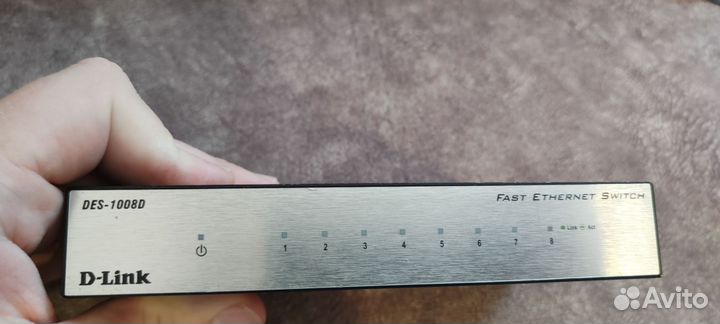 DES-1008D
FAST ETHERNET SWITCH
1 2 3 4 5 6 7 8 Link Act
D-Link
Avito